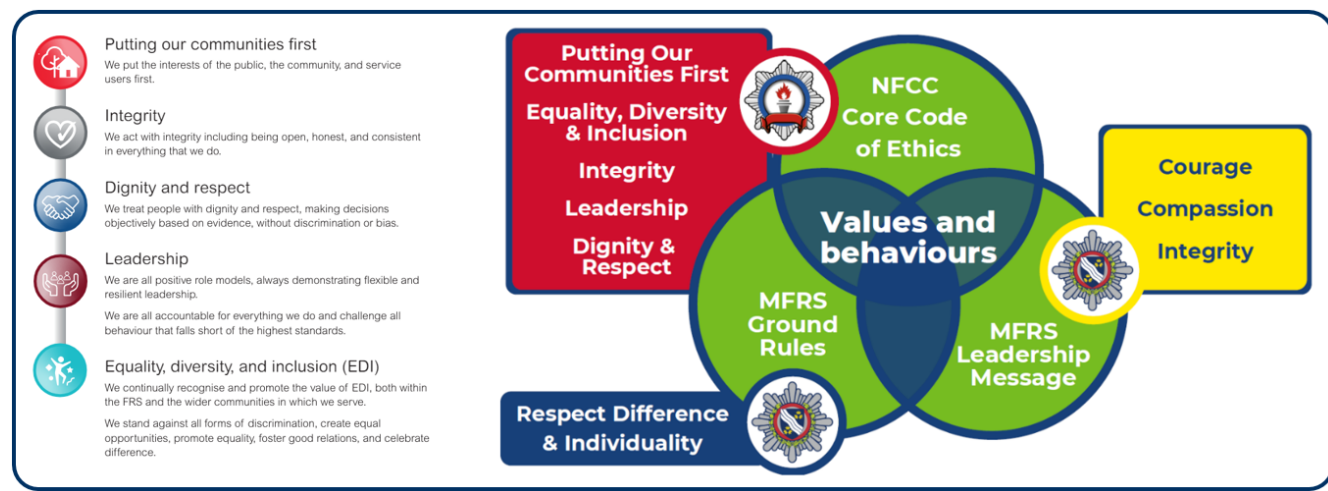 Putting our communities first
We put the interests of the public, the community, and service
users first.
Integrity
We act with integrity including being open, honest, and consistent
in everything that we do.
Dignity and respect
We treat people with dignity and respect, making decisions
objectively based on evidence, without discrimination or bias.
Leadership
We are all positive role models, always demonstrating flexible and
resilient leadership.
We are all accountable for everything we do and challenge all
behaviour that falls short of the highest standards.
Equality, diversity, and inclusion (EDI)
We continually recognise and promote the value of EDI, both within
the FRS and the wider communities in which we serve.
We stand against all forms of discrimination, create equal
opportunities, promote equality, foster good relations, and celebrate
difference.
Putting Our
Communities First
Equality, Diversity
& Inclusion
Integrity
Leadership
Dignity &
Respect
NFCC
Core Code
of Ethics
Courage
Compassion
Integrity
Values and
behaviours
MFRS
Ground
Rules
MFRS
Leadership
Message
Respect Difference
& Individuality